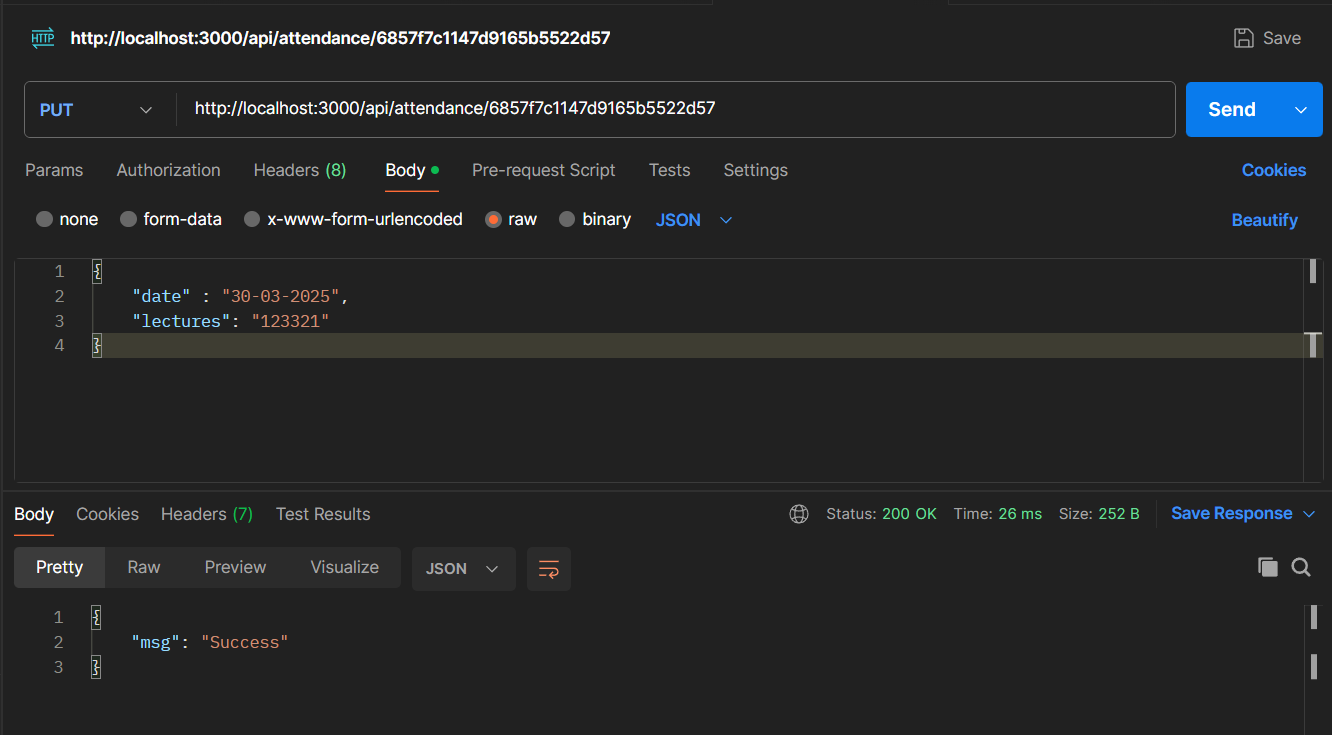 HTTP http://localhost:3000/api/attendance/6857f7c1147d9165b5522d57 Save
PUT http://localhost:3000/api/attendance/6857f7c1147d9165b5522d57 Send
Params Authorization Headers (8) Body Pre-request Script Tests Settings Cookies
none form-data x-www-form-urlencoded raw binary JSON Beautify
1 {
2 "date" : "30-03-2025",
3 "lectures": "123321"
4 }
Body Cookies Headers (7) Test Results Status: 200 OK Time: 26 ms Size: 252 B Save Response
Pretty Raw Preview Visualize JSON
1 {
2 "msg": "Success"
3 }